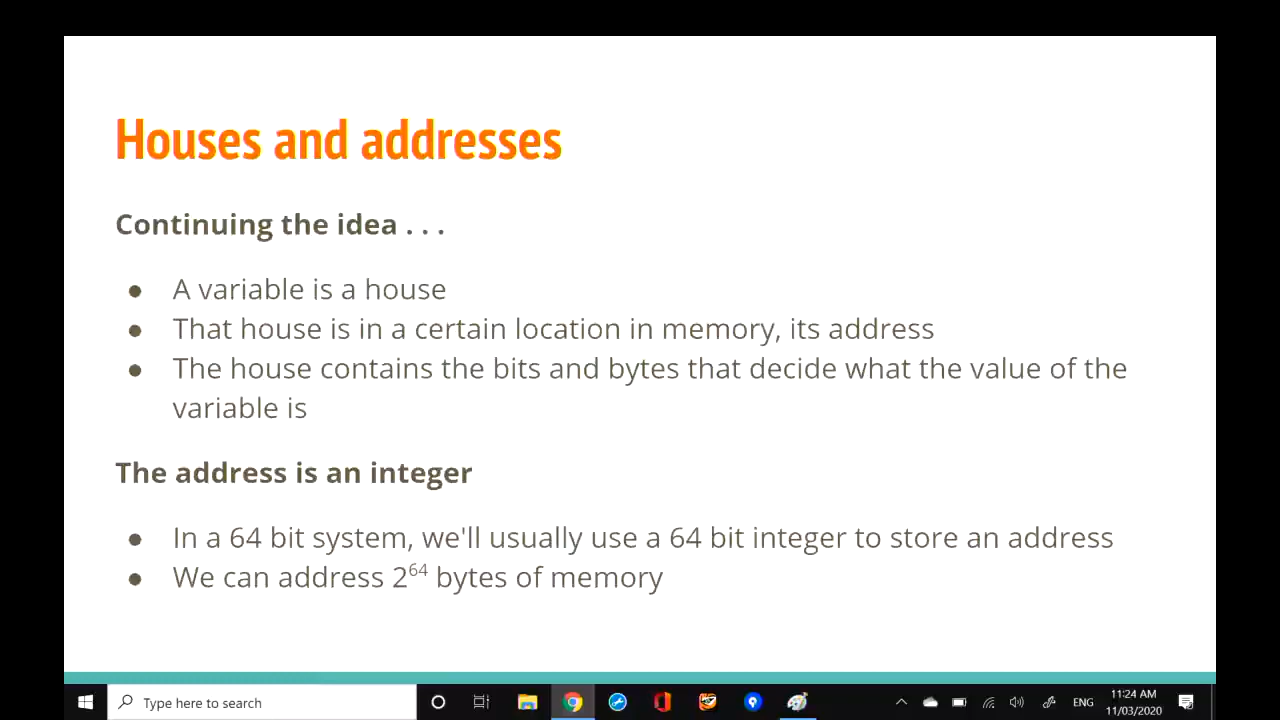 Houses and addresses
Continuing the idea . . .
● A variable is a house
● That house is in a certain location in memory, its address
● The house contains the bits and bytes that decide what the value of the
variable is
The address is an integer
● In a 64 bit system, we'll usually use a 64 bit integer to store an address
● We can address 2⁶⁴ bytes of memory
Type here to search
ENG
11:24 AM
11/03/2020